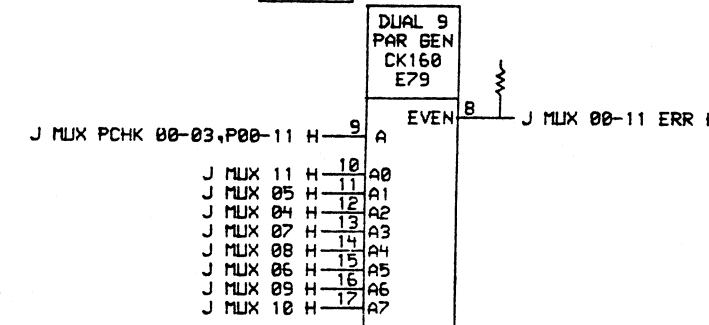 DUAL 9
PAR GEN
CK160
E79
EVEN 8 J MUX 00-11 ERR
J MUX PCHK 00-03,P00-11 H 9 A
J MUX 11 H 10 A0
J MUX 05 H 11 A1
J MUX 04 H 12 A2
J MUX 07 H 13 A3
J MUX 08 H 14 A4
J MUX 06 H 15 A5
J MUX 09 H 16 A6
J MUX 10 H 17 A7